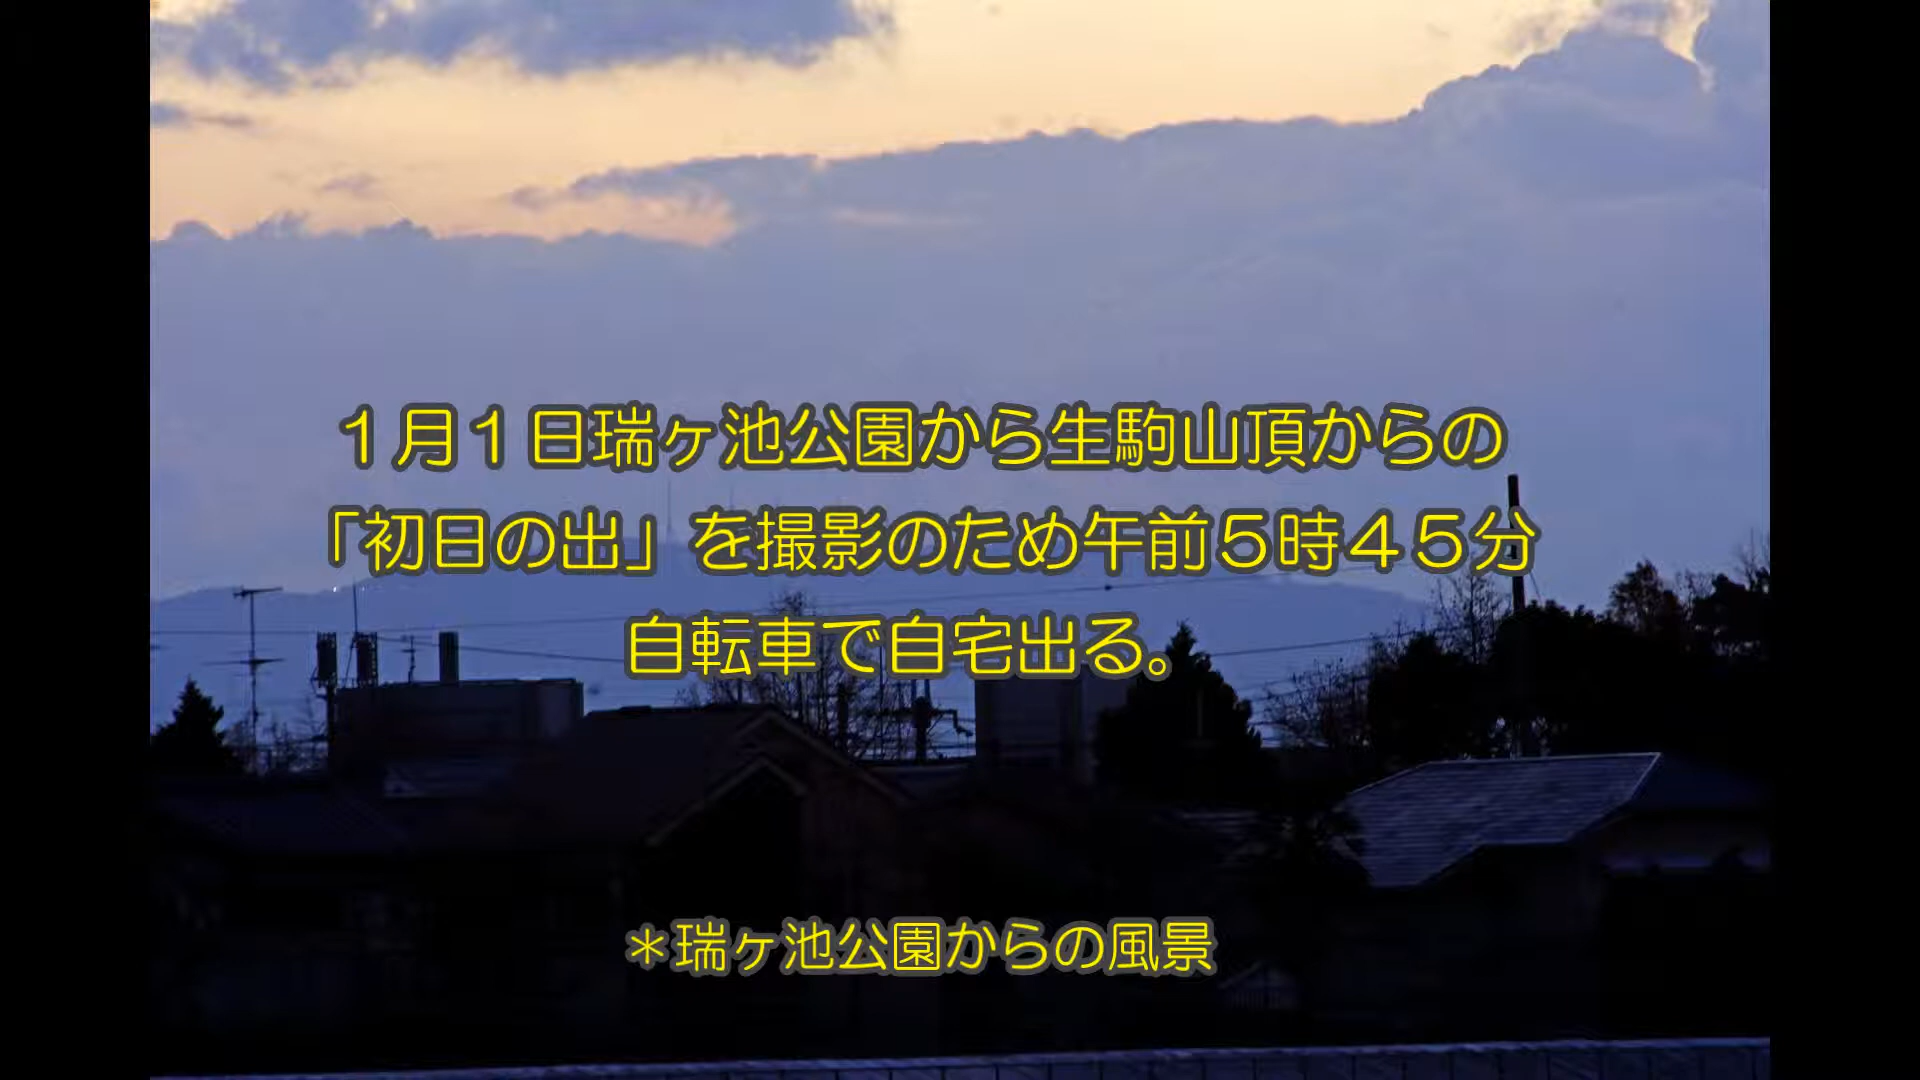 １月１日瑞ヶ池公園から生駒山頂からの
「初日の出」を撮影のため午前５時４５分
自転車で自宅出る。
＊瑞ヶ池公園からの風景